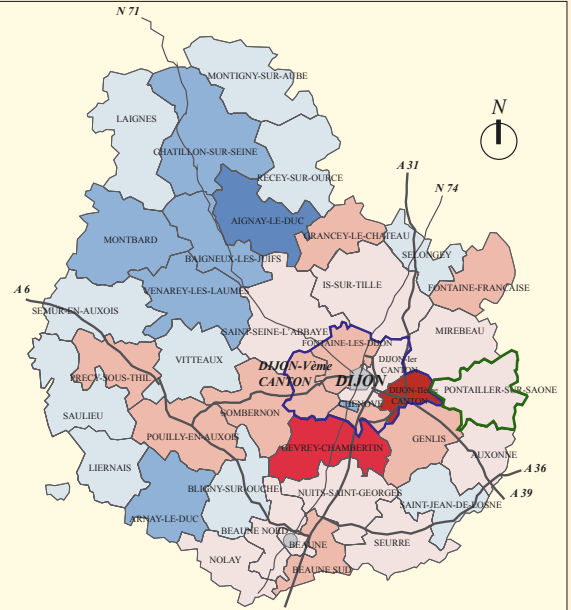 N 71
MONTIGNY-SUR-AUBE
LAIGNES
N
CHATILLON-SUR-SEINE
A 31
RECEY-SUR-OURCE
N 74
AIGNAY-LE-DUC
GRANCEY-LE-CHATEAU
MONTBARD
SELONGEY
BAIGNEUX-LES-JUIFS
IS-SUR-TILLE
FONTAINE-FRANCAISE
A 6
VENAREY-LES-LAUMES
SEMUR-EN-AUXOIS
SAINT-SEINE-L'ABBAYE
MIREBEAU
FONTAINE-LES-DIJON
VITTEAUX
DIJON-Ier
CANTON
DIJON-Vème
CANTON
PRECY-SOUS-THIL
DIJON
DIJON-IIème
CANTON
PONTAILLER-SUR-SAONE
CHENOVE
SAULIEU
SOMBERNON
POUILLY-EN-AUXOIS
GEVREY-CHAMBERTIN
GENLIS
AUXONNE
LIERNAIS
A 36
BLIGNY-SUR-OUCHE
NUITS-SAINT-GEORGES
A 39
SAINT-JEAN-DE-LOSNE
ARNAY-LE-DUC
BEAUNE NORD
BEAUNE
SEURRE
NOLAY
BEAUNE SUD